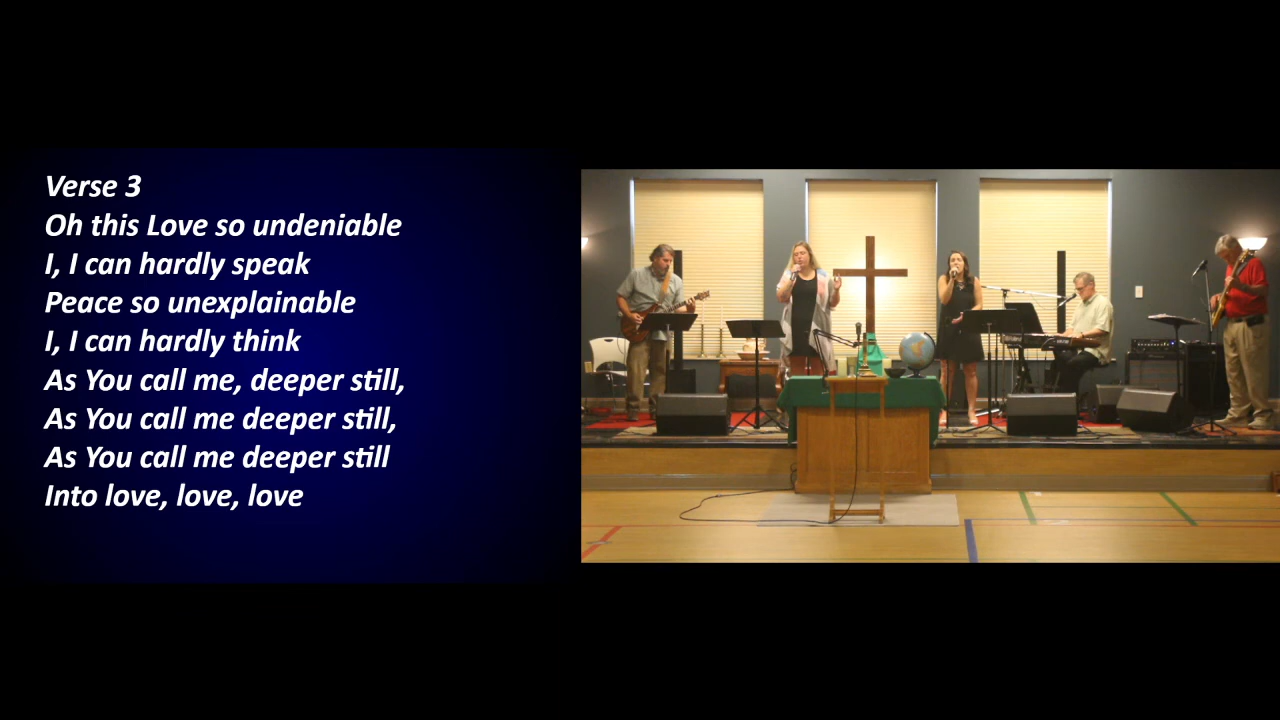 Verse 3
Oh this Love so undeniable
I, I can hardly speak
Peace so unexplainable
I, I can hardly think
As You call me, deeper still,
As You call me deeper still,
As You call me deeper still
Into love, love, love